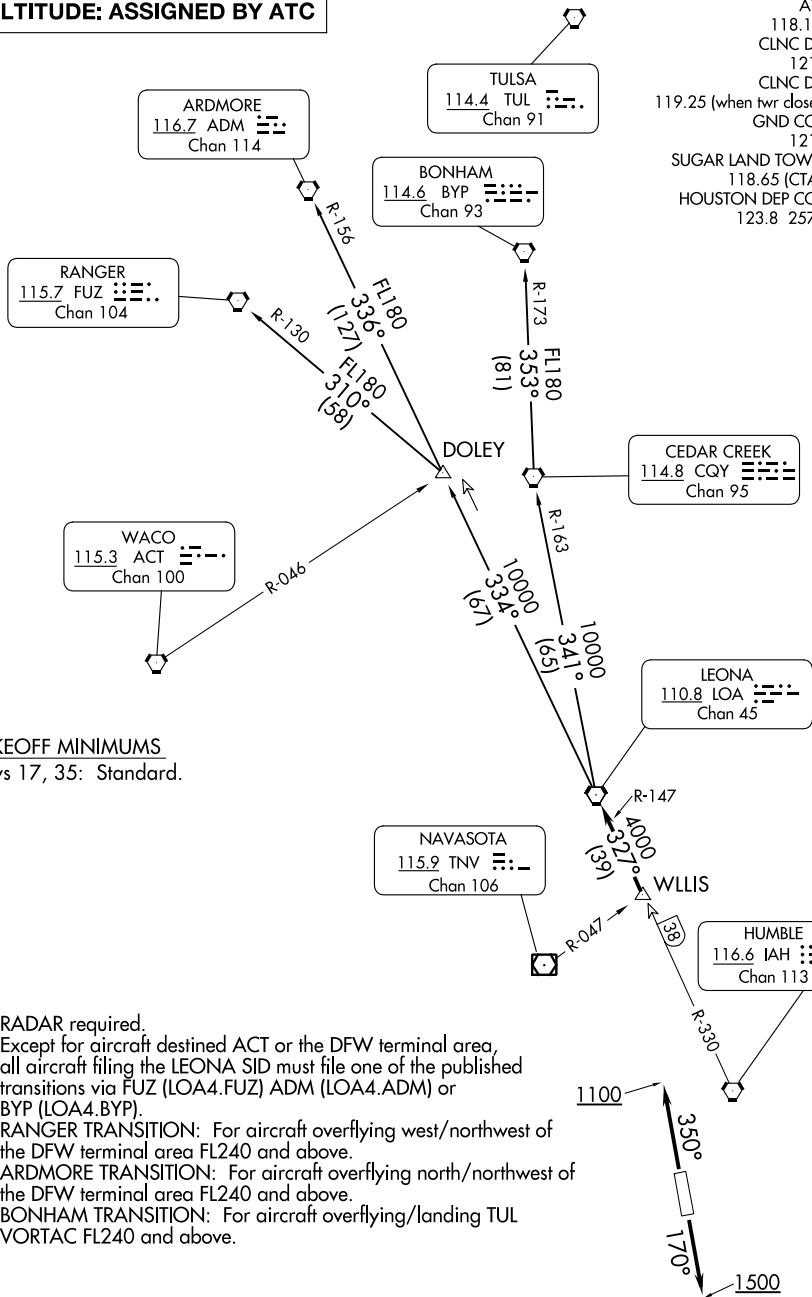 LTITUDE: ASSIGNED BY ATC
118.1
CLNC D
121
CLNC D
119.25 (when twr close
GND CO
121
SUGAR LAND TOW
118.65 (CTA
HOUSTON DEP CO
123.8 257
TULSA
114.4 TUL
Chan 91
ARDMORE
116.7 ADM
Chan 114
BONHAM
114.6 BYP
Chan 93
RANGER
115.7 FUZ
Chan 104
R-156
FL180
336°
(127)
R-130
FL180
310°
(58)
R-173
FL180
353°
(81)
DOLEY
CEDAR CREEK
114.8 CQY
Chan 95
WACO
115.3 ACT
Chan 100
R-046
R-163
10000
334°
(67)
10000
341°
(65)
LEONA
110.8 LOA
Chan 45
KEOFF MINIMUMS
ys 17, 35: Standard.
R-147
4000
327°
(39)
NAVASOTA
115.9 TNV
Chan 106
WLLIS
R-047
38
HUMBLE
116.6 IAH
Chan 113
R-330
RADAR required.
Except for aircraft destined ACT or the DFW terminal area,
all aircraft filing the LEONA SID must file one of the published
transitions via FUZ (LOA4.FUZ) ADM (LOA4.ADM) or
BYP (LOA4.BYP).
RANGER TRANSITION: For aircraft overflying west/northwest of
the DFW terminal area FL240 and above.
ARDMORE TRANSITION: For aircraft overflying north/northwest of
the DFW terminal area FL240 and above.
BONHAM TRANSITION: For aircraft overflying/landing TUL
VORTAC FL240 and above.
1100
350°
170°
1500